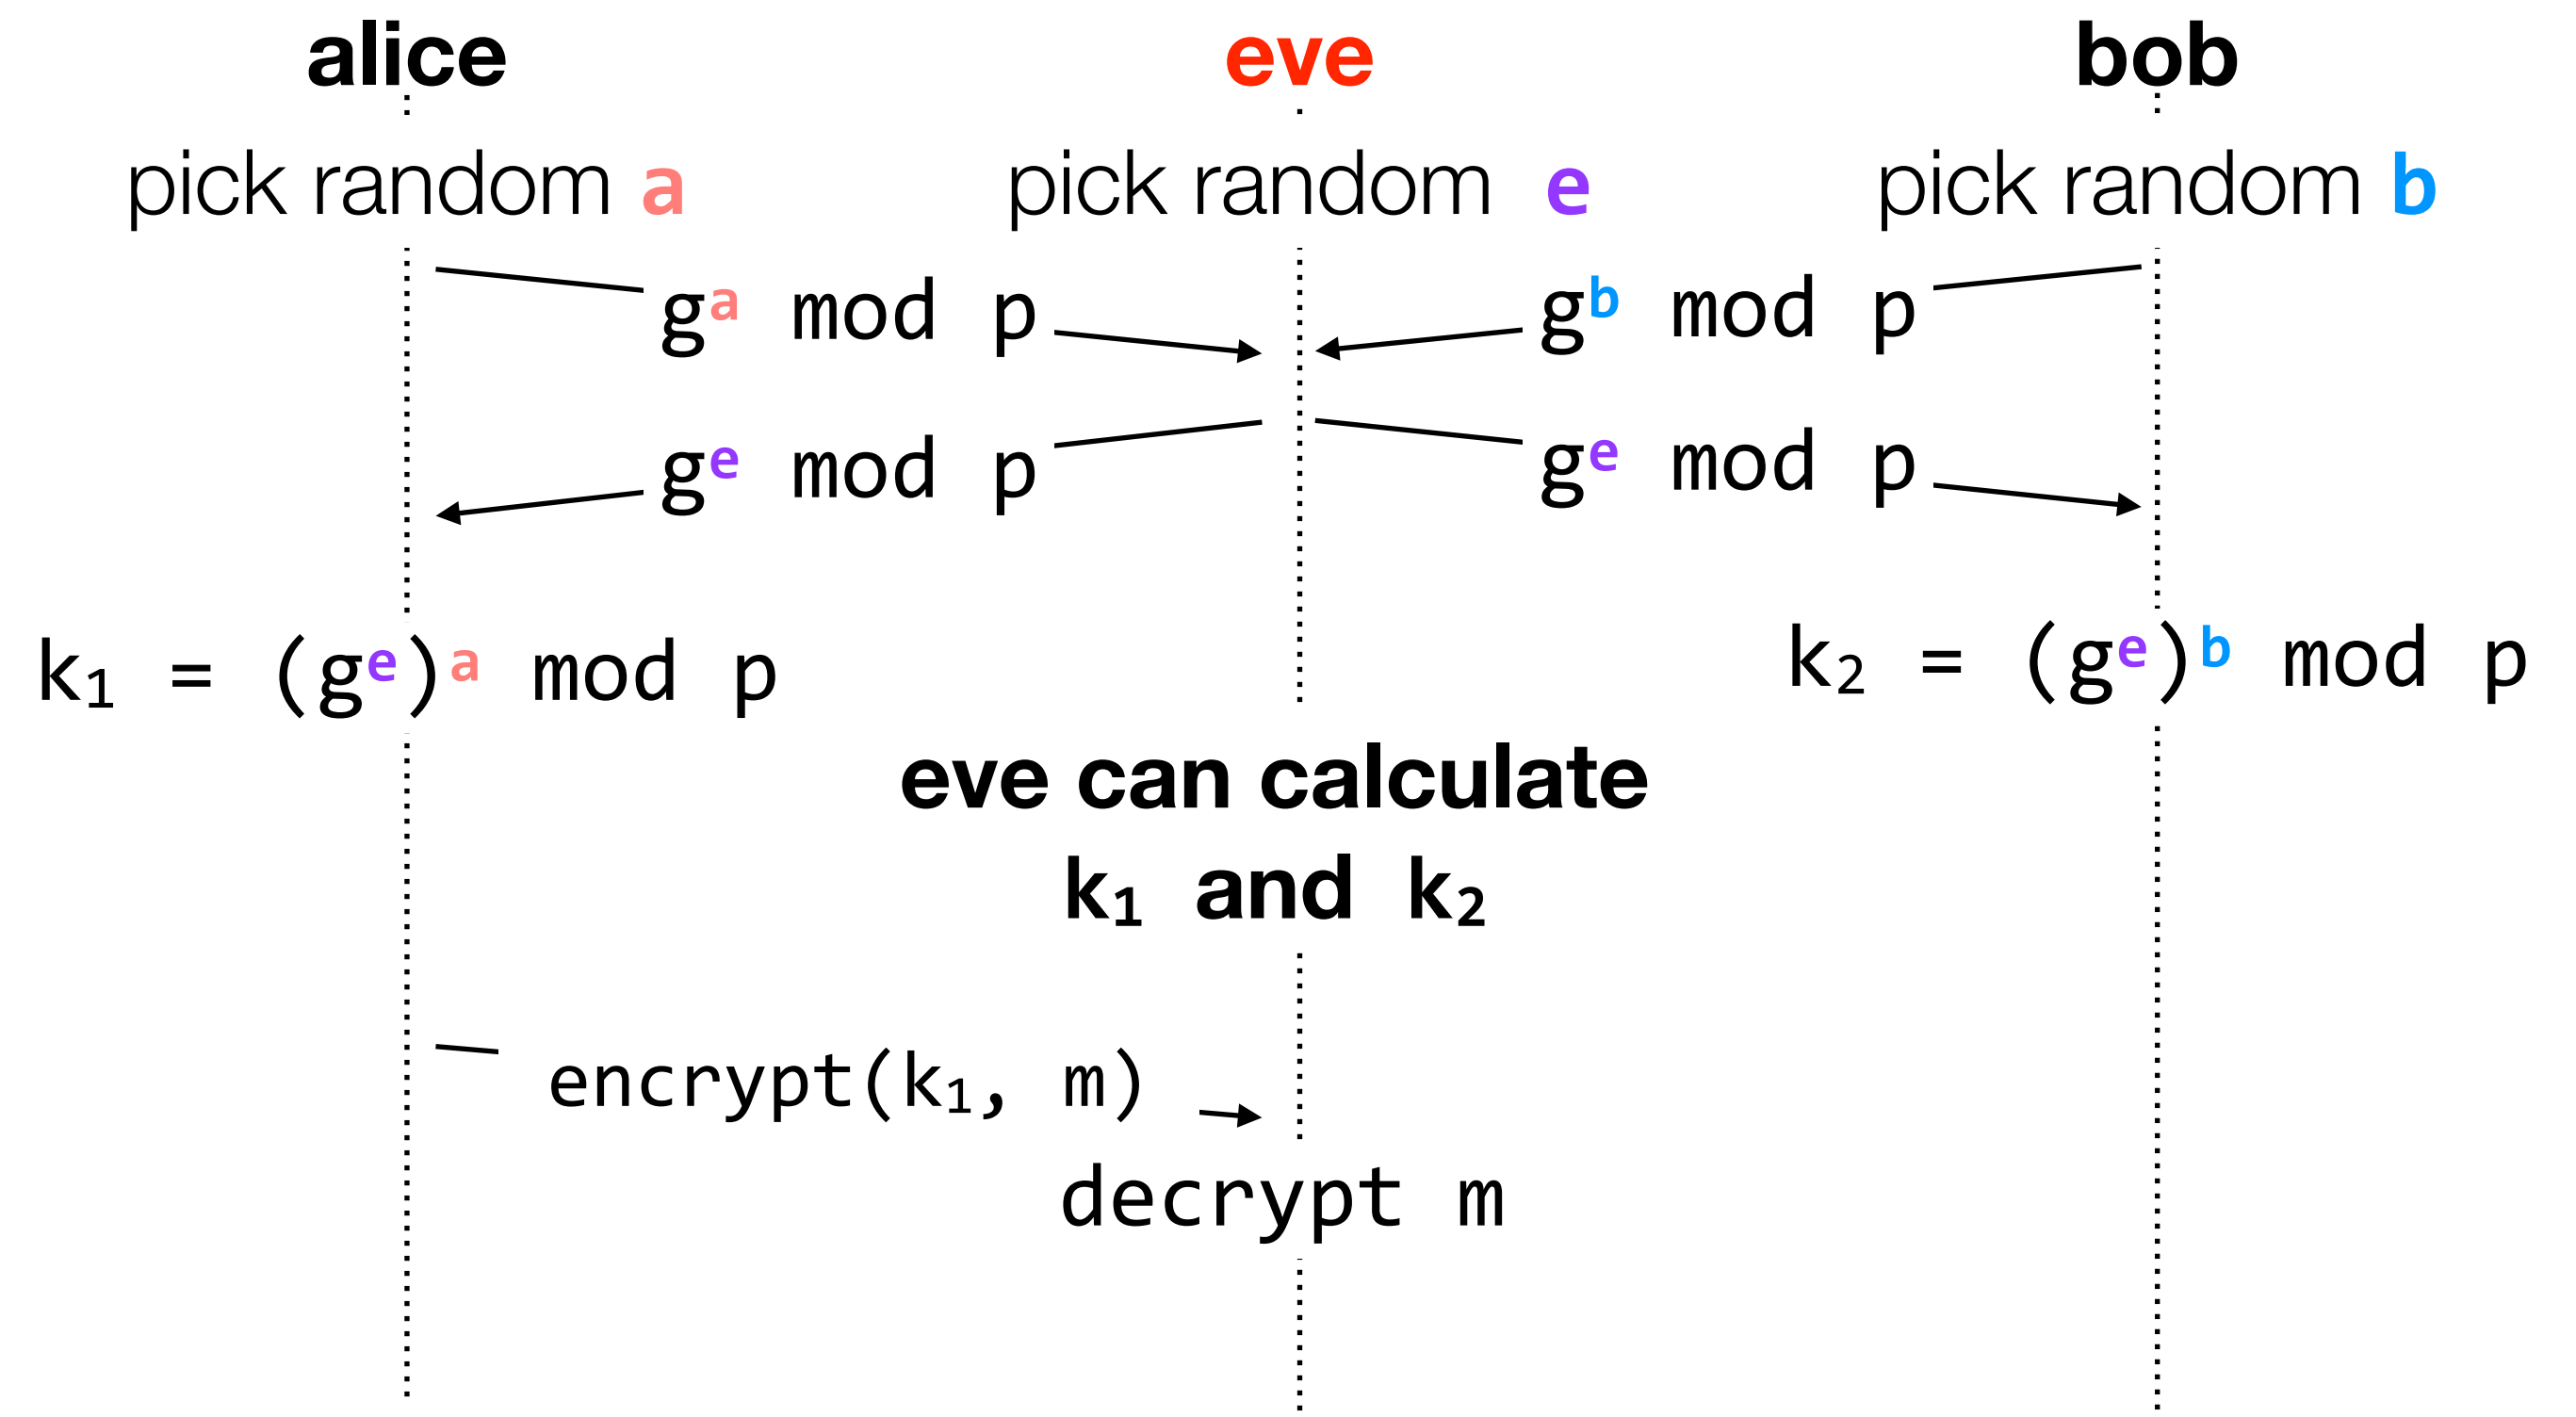 alice eve bob
pick random a pick random e pick random b
gᵃ mod p gᵇ mod p
gᵉ mod p gᵉ mod p
k₁ = (gᵉ)ᵃ mod p k₂ = (gᵉ)ᵇ mod p
eve can calculate
k₁ and k₂
encrypt(k₁, m)
decrypt m